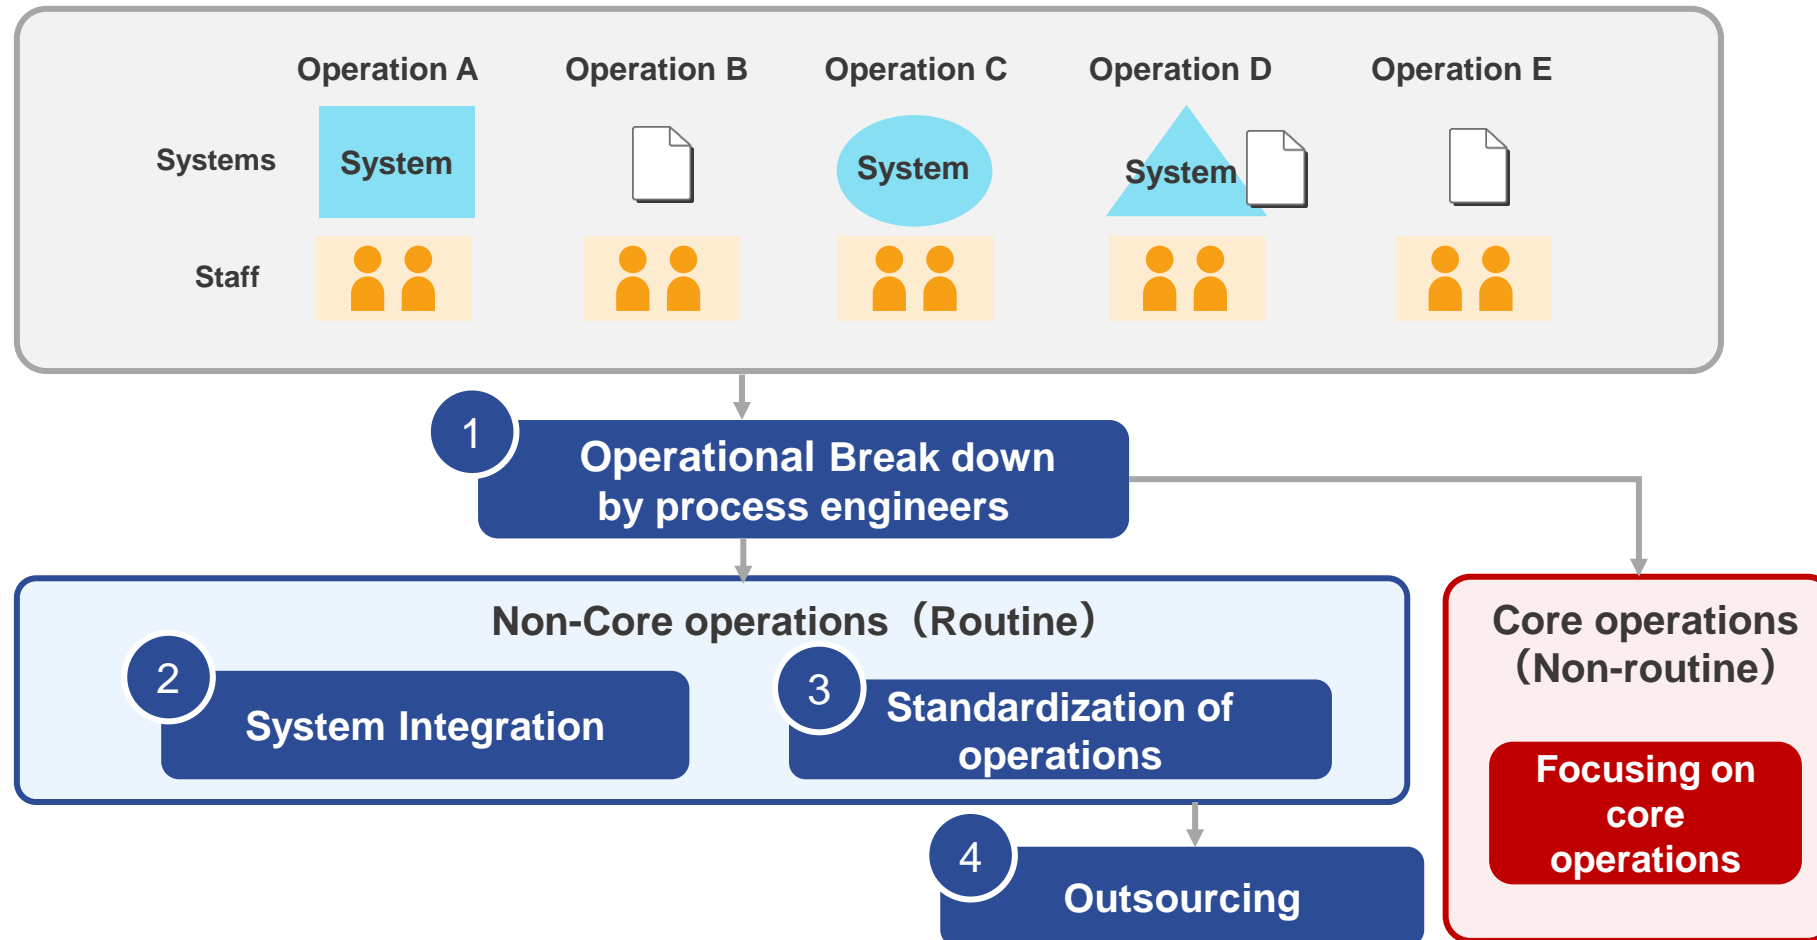 Operation A
Operation B
Operation C
Operation D
Operation E
Systems
System
System
System
Staff
1
Operational Break down
by process engineers
Non-Core operations（Routine）
2
System Integration
3
Standardization of
operations
4
Outsourcing
Core operations
（Non-routine）
Focusing on
core
operations